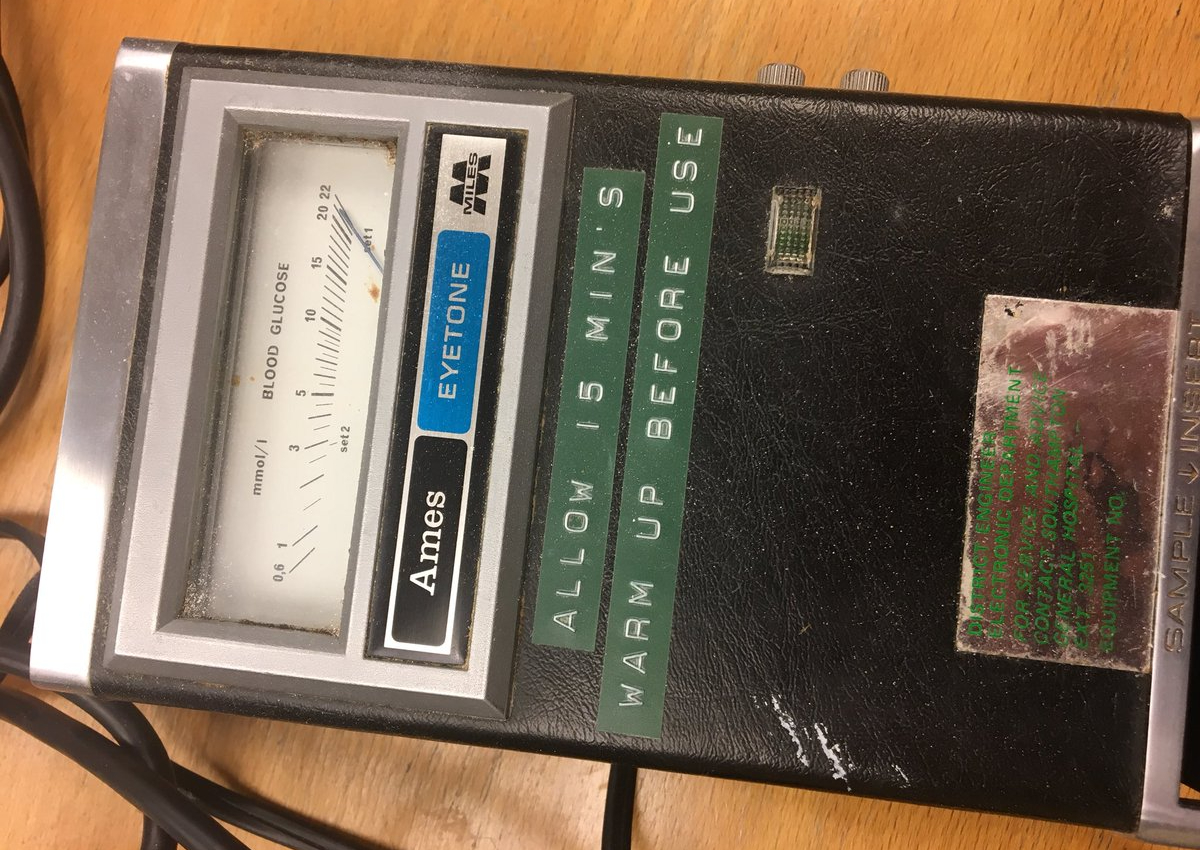 BLOOD GLUCOSE
mmol/l
0,6 1 3 5 10 15 20 22
set 2
set1
Ames EYETONE MILES
ALLOW 15 MIN'S
WARM UP BEFORE USE
DISTRICT ENGINEER
ELECTRONIC DEPARTMENT
FOR SERVICE AND ADVICE
CONTACT SOUTHAMPTON
GENERAL HOSPITAL
EXT
EQUIPMENT NO.
SAMPLE ↓ INSERT